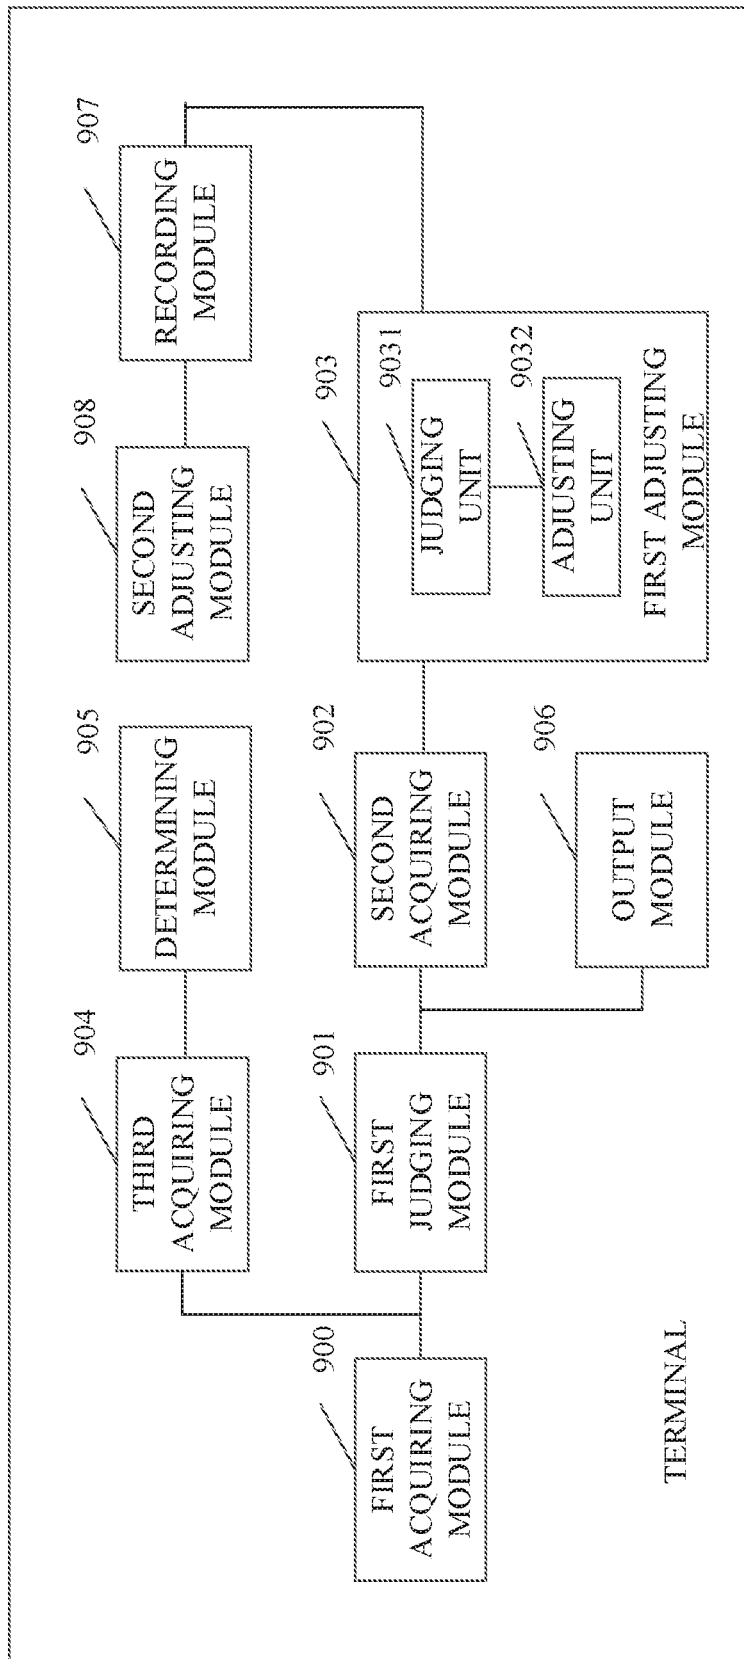 904
THIRD
ACQUIRING
MODULE
905
DETERMINING
MODULE
908
SECOND
ADJUSTING
MODULE
907
RECORDING
MODULE
900
FIRST
ACQUIRING
MODULE
901
FIRST
JUDGING
MODULE
902
SECOND
ACQUIRING
MODULE
903
9031
JUDGING
UNIT
9032
ADJUSTING
UNIT
FIRST ADJUSTING
MODULE
906
OUTPUT
MODULE
TERMINAL